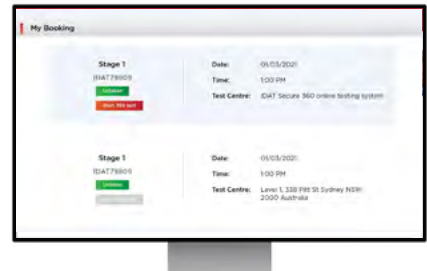 My Booking
Stage 1
IDAT79809
Date: 01/03/2021
Time: 1:00 PM
Test Centre: IDAT Secure 360 online testing system
Stage 1
IDAT79809
Date: 01/03/2021
Time: 1:00 PM
Test Centre: Level 1, 338 Pitt St Sydney NSW
2000 Australia